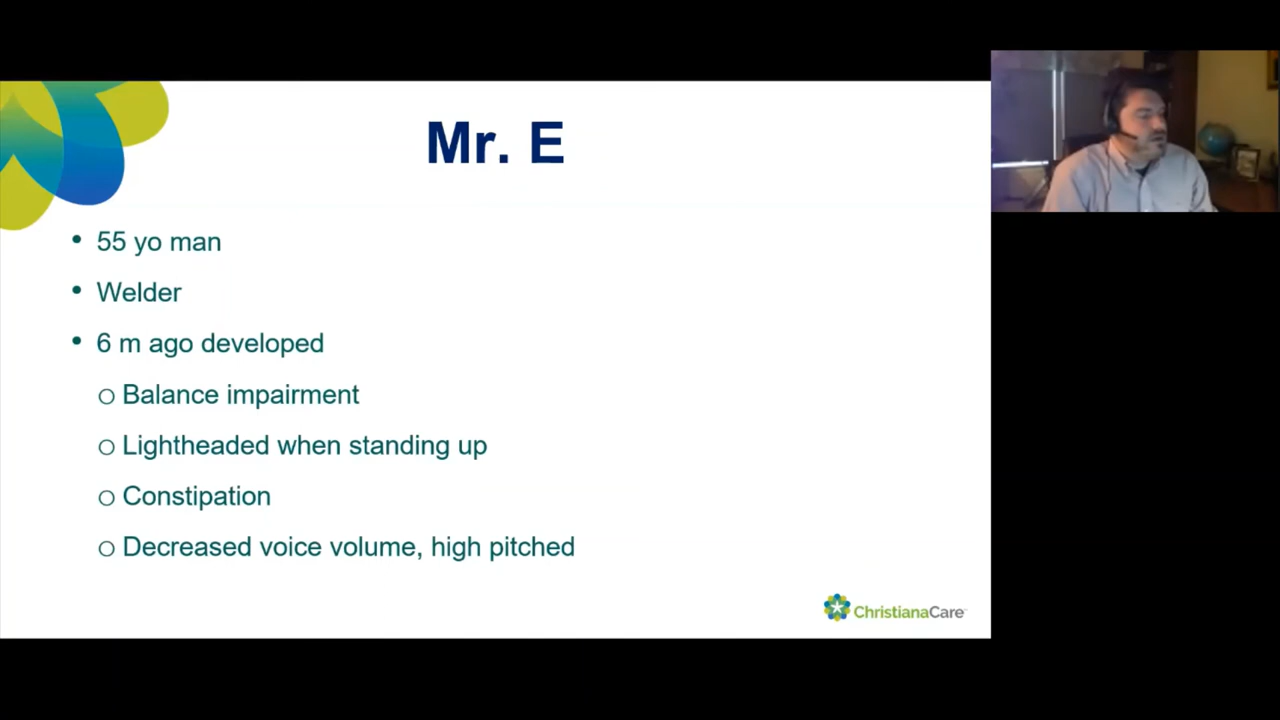 Mr. E
• 55 yo man
• Welder
• 6 m ago developed
o Balance impairment
o Lightheaded when standing up
o Constipation
o Decreased voice volume, high pitched
ChristianaCare